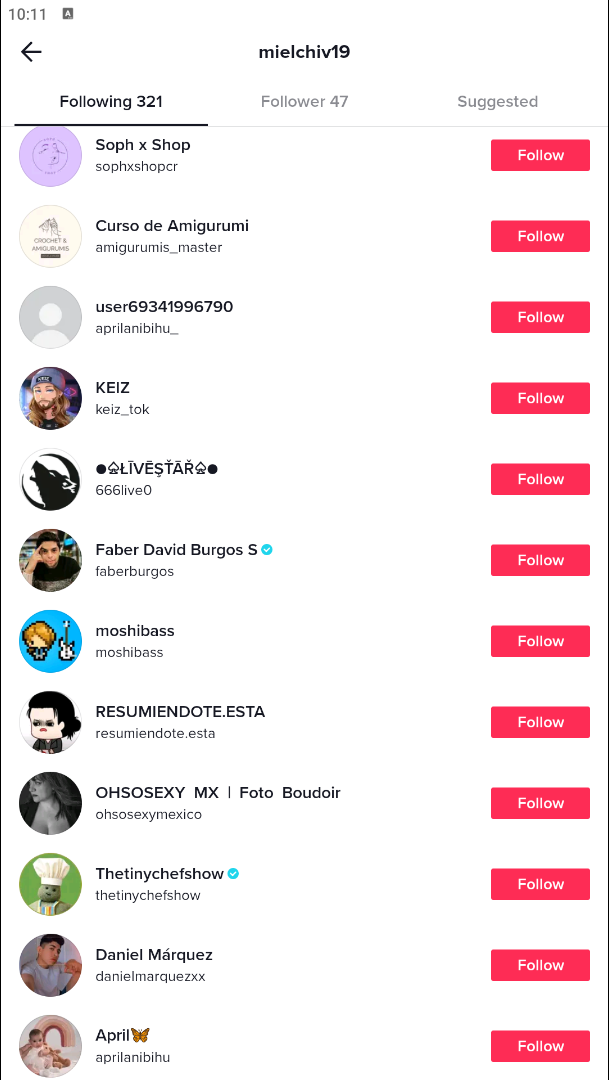 10:11 A
mielchiv19
Following 321 Follower 47 Suggested
Soph x Shop
sophxshopcr
Follow
Curso de Amigurumi
amigurumis_master
Follow
CROCHET &
AMIGURUMIS
user69341996790
aprilanibihu_
Follow
KEIZ
keiz_tok
Follow
●♤ŁĪVĒŞŤĀŘ♤●
666live0
Follow
Faber David Burgos S
faberburgos
Follow
moshibass
moshibass
Follow
RESUMIENDOTE.ESTA
resumiendote.esta
Follow
OHSOSEXY MX | Foto Boudoir
ohsosexymexico
Follow
Thetinychefshow
thetinychefshow
Follow
Daniel Márquez
danielmarquezxx
Follow
April🦋
aprilanibihu
Follow